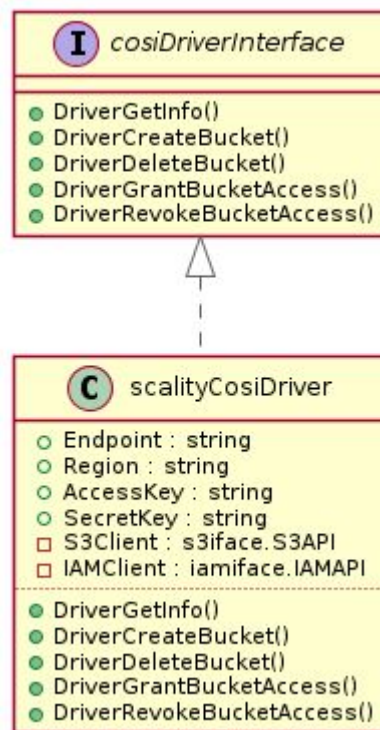 I cosiDriverInterface
DriverGetInfo()
DriverCreateBucket()
DriverDeleteBucket()
DriverGrantBucketAccess()
DriverRevokeBucketAccess()
C scalityCosiDriver
Endpoint : string
Region : string
AccessKey : string
SecretKey : string
S3Client : s3iface.S3API
IAMClient : iamiface.IAMAPI
DriverGetInfo()
DriverCreateBucket()
DriverDeleteBucket()
DriverGrantBucketAccess()
DriverRevokeBucketAccess()